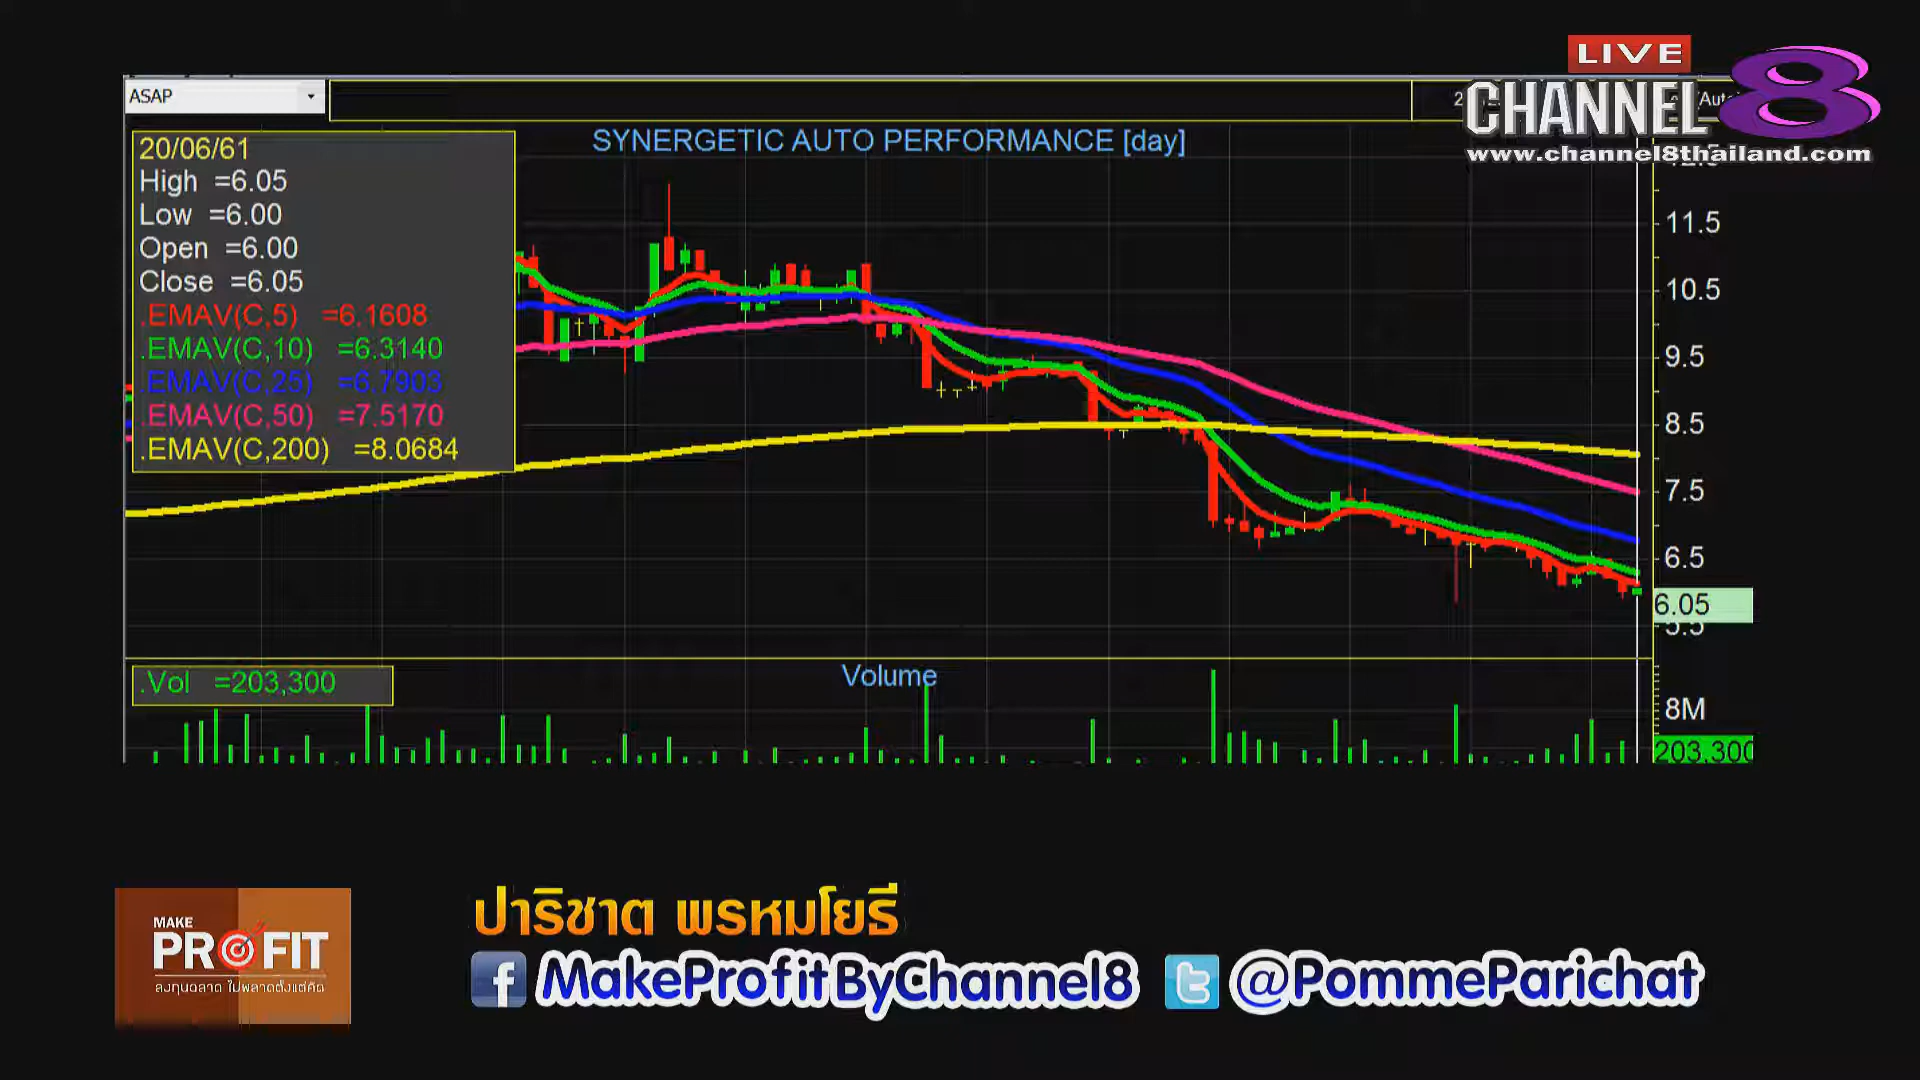 LIVE
CHANNEL 8
www.channel8thailand.com
ASAP
SYNERGETIC AUTO PERFORMANCE [day]
20/06/61
High =6.05
Low =6.00
Open =6.00
Close =6.05
.EMAV(C,5) =6.1608
.EMAV(C,10) =6.3140
.EMAV(C,25) =6.7903
.EMAV(C,50) =7.5170
.EMAV(C,200) =8.0684
11.5
10.5
9.5
8.5
7.5
6.5
6.05
5.5
.Vol =203,300
Volume
8M
203,300
MAKE
PROFIT
ลงทุนฉลาด ไม่พลาดตั้งแต่คิด
ปาริชาต พรหมโยธี
MakeProfitByChannel8 @PommeParichat